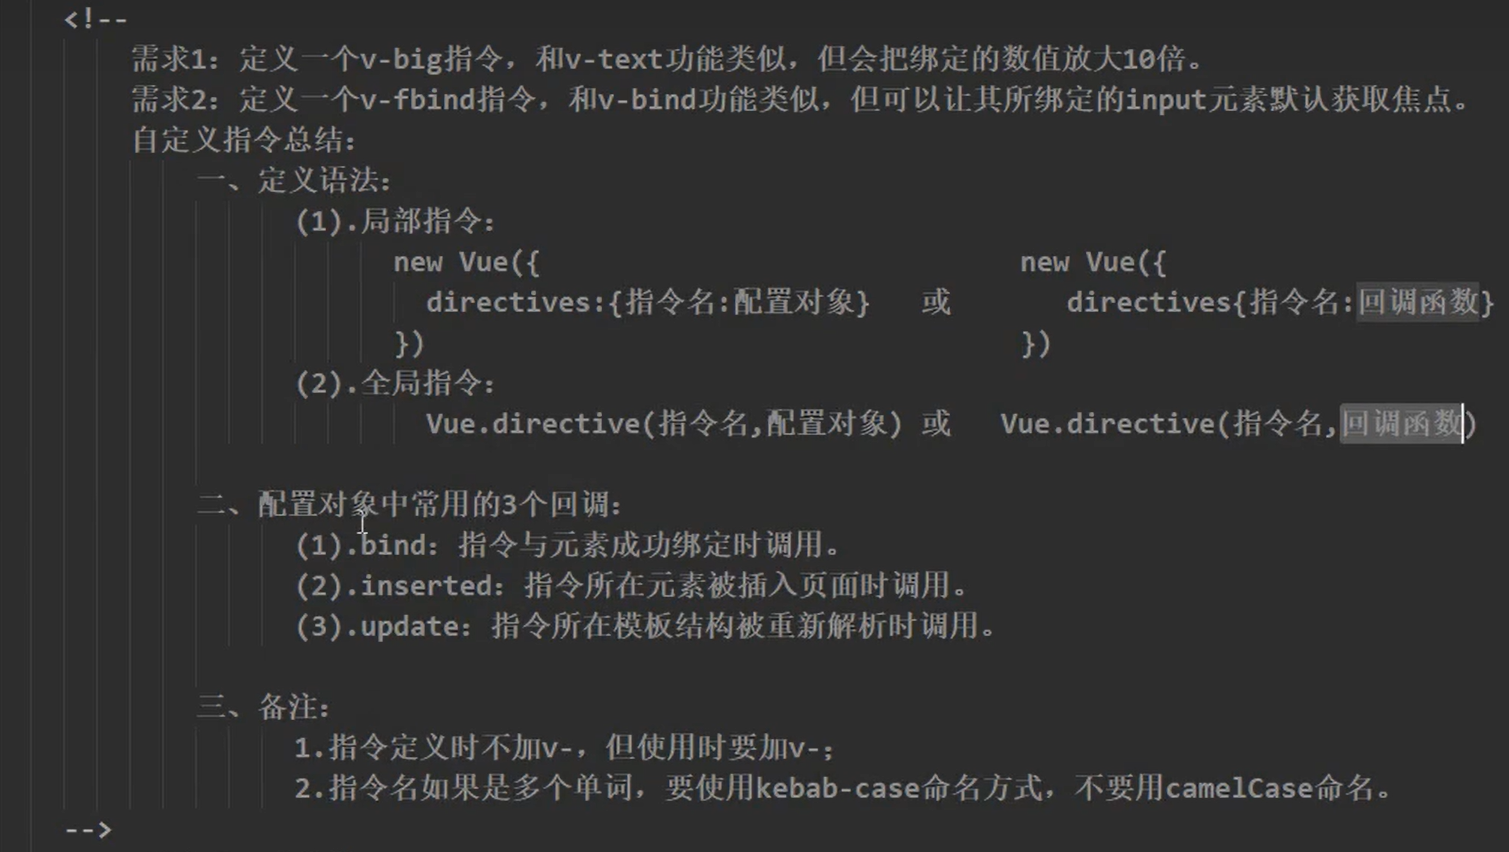 <!--
需求1：定义一个v-big指令，和v-text功能类似，但会把绑定的数值放大10倍。
需求2：定义一个v-fbind指令，和v-bind功能类似，但可以让其所绑定的input元素默认获取焦点。
自定义指令总结：
一、定义语法：
(1).局部指令：
new Vue({ new Vue({
directives:{指令名:配置对象} 或 directives{指令名:回调函数}
}) })
(2).全局指令：
Vue.directive(指令名,配置对象) 或 Vue.directive(指令名,回调函数)
二、配置对象中常用的3个回调：
(1).bind：指令与元素成功绑定时调用。
(2).inserted：指令所在元素被插入页面时调用。
(3).update：指令所在模板结构被重新解析时调用。
三、备注：
1.指令定义时不加v-，但使用时要加v-；
2.指令名如果是多个单词，要使用kebab-case命名方式，不要用camelCase命名。
-->